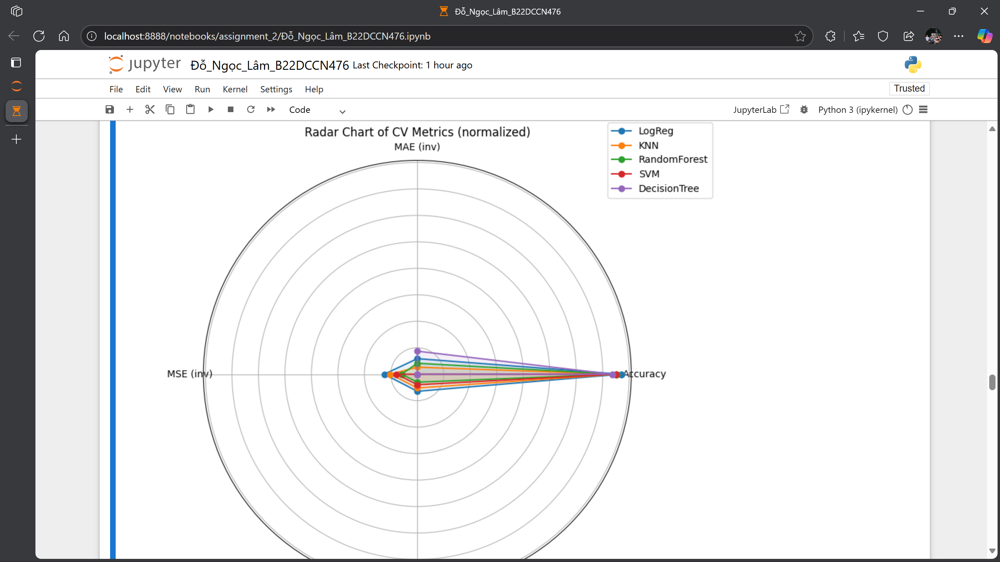 Đỗ_Ngọc_Lâm_B22DCCN476
localhost:8888/notebooks/assignment_2/Đỗ_Ngọc_Lâm_B22DCCN476.ipynb
jupyter Đỗ_Ngọc_Lâm_B22DCCN476 Last Checkpoint: 1 hour ago
File Edit View Run Kernel Settings Help Trusted
Code JupyterLab Python 3 (ipykernel)
Radar Chart of CV Metrics (normalized)
MAE (inv)
LogReg
KNN
RandomForest
SVM
DecisionTree
MSE (inv) Accuracy